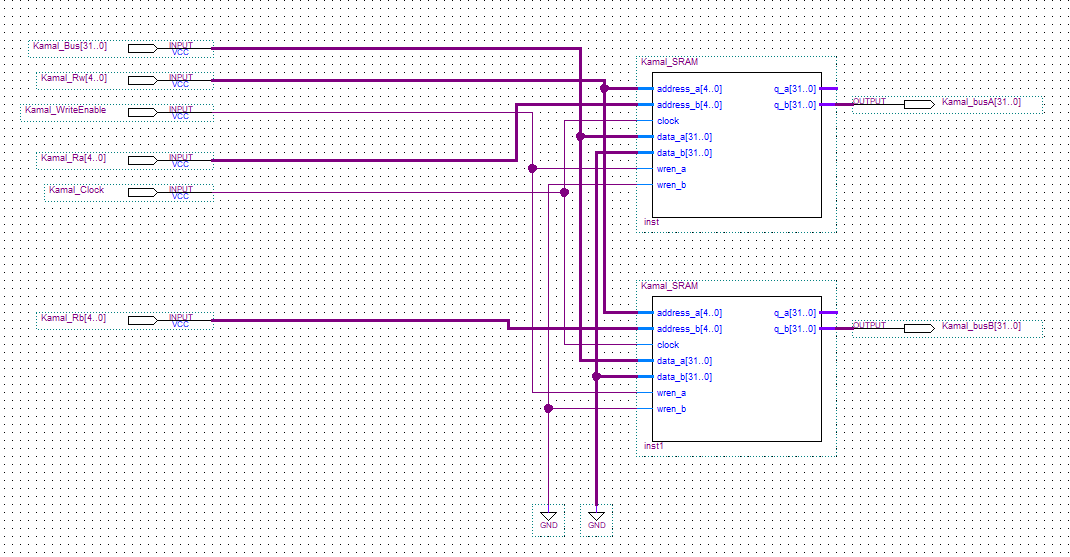 Kamal_Bus[31..0]
INPUT
VCC
Kamal_Rw[4..0]
INPUT
VCC
Kamal_WriteEnable
INPUT
VCC
Kamal_Ra[4..0]
INPUT
VCC
Kamal_Clock
INPUT
VCC
Kamal_Rb[4..0]
INPUT
VCC
Kamal_SRAM
address_a[4..0]
address_b[4..0]
clock
data_a[31..0]
data_b[31..0]
wren_a
wren_b
q_a[31..0]
q_b[31..0]
inst
OUTPUT
Kamal_busA[31..0]
Kamal_SRAM
address_a[4..0]
address_b[4..0]
clock
data_a[31..0]
data_b[31..0]
wren_a
wren_b
q_a[31..0]
q_b[31..0]
inst1
OUTPUT
Kamal_busB[31..0]
GND
GND